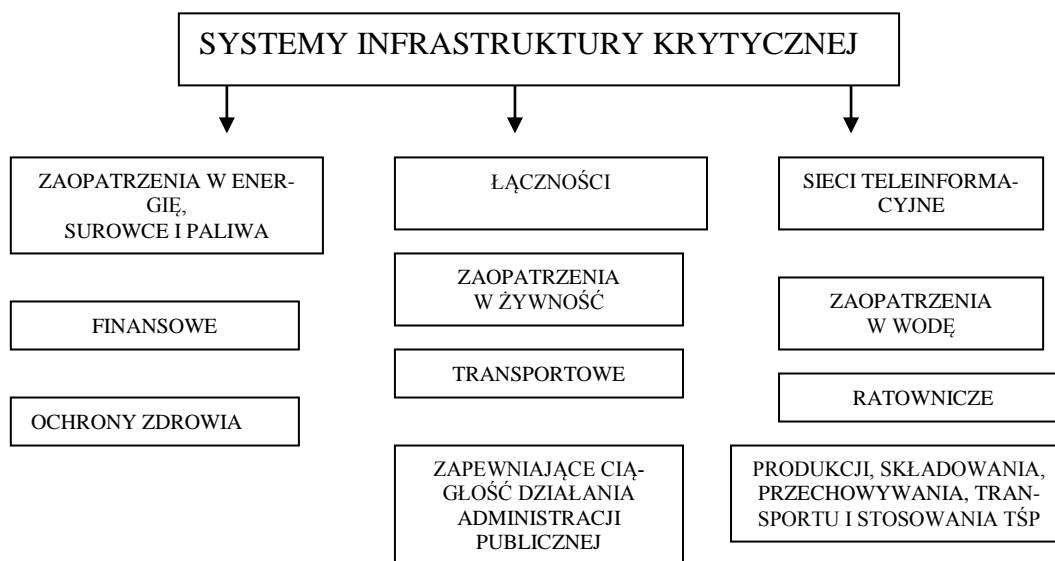 SYSTEMY INFRASTRUKTURY KRYTYCZNEJ
ZAOPATRZENIA W ENER-
GIĘ,
SUROWCE I PALIWA
FINANSOWE
OCHRONY ZDROWIA
ŁĄCZNOŚCI
ZAOPATRZENIA
W ŻYWNOŚĆ
TRANSPORTOWE
ZAPEWNIAJĄCE CIĄ-
GŁOŚĆ DZIAŁANIA
ADMINISTRACJI
PUBLICZNEJ
SIECI TELEINFORMA-
CYJNE
ZAOPATRZENIA
W WODĘ
RATOWNICZE
PRODUKCJI, SKŁADOWANIA,
PRZECHOWYWANIA, TRAN-
SPORTU I STOSOWANIA TŚP